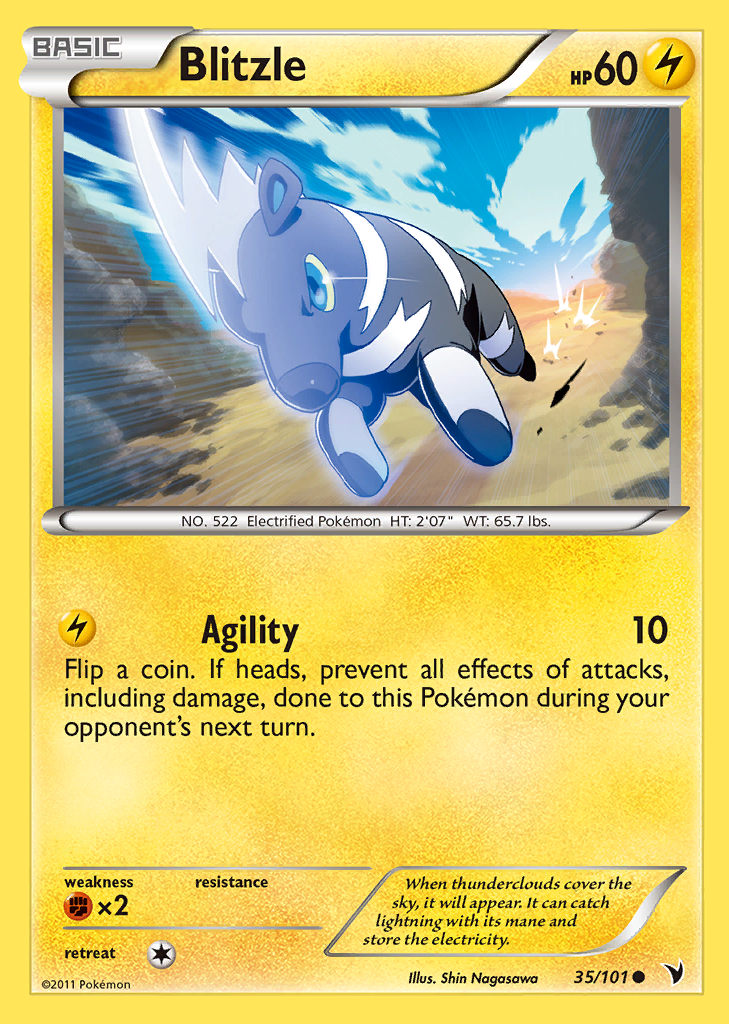 BASIC
Blitzle
HP60
NO. 522 Electrified Pokémon HT: 2'07" WT: 65.7 lbs.
Agility 10
Flip a coin. If heads, prevent all effects of attacks,
including damage, done to this Pokémon during your
opponent's next turn.
weakness resistance
×2
retreat
When thunderclouds cover the
sky, it will appear. It can catch
lightning with its mane and
store the electricity.
©2011 Pokémon
Illus. Shin Nagasawa
35/101